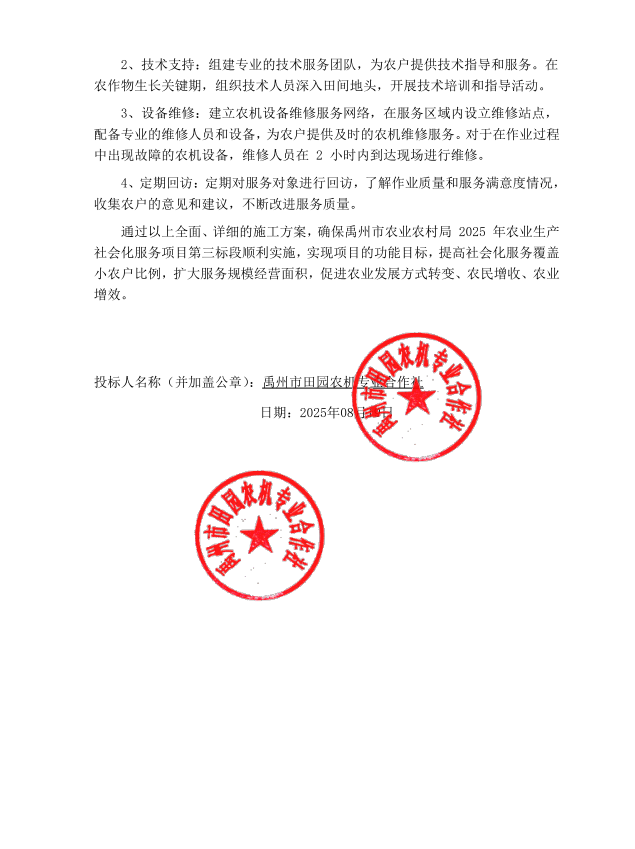 2、技术支持：组建专业的技术服务团队，为农户提供技术指导和服务。在
农作物生长关键期，组织技术人员深入田间地头，开展技术培训和指导活动。
3、设备维修：建立农机设备维修服务网络，在服务区域内设立维修站点，
配备专业的维修人员和设备，为农户提供及时的农机维修服务。对于在作业过程
中出现故障的农机设备，维修人员在 2 小时内到达现场进行维修。
4、定期回访：定期对服务对象进行回访，了解作业质量和服务满意度情况，
收集农户的意见和建议，不断改进服务质量。
通过以上全面、详细的施工方案，确保禹州市农业农村局 2025 年农业生产
社会化服务项目第三标段顺利实施，实现项目的功能目标，提高社会化服务覆盖
小农户比例，扩大服务规模经营面积，促进农业发展方式转变、农民增收、农业
增效。
投标人名称（并加盖公章）：禹州市田园农机专业合作社
日期：2025年08月 日
禹州市田园农机专业合作社
禹州市田园农机专业合作社